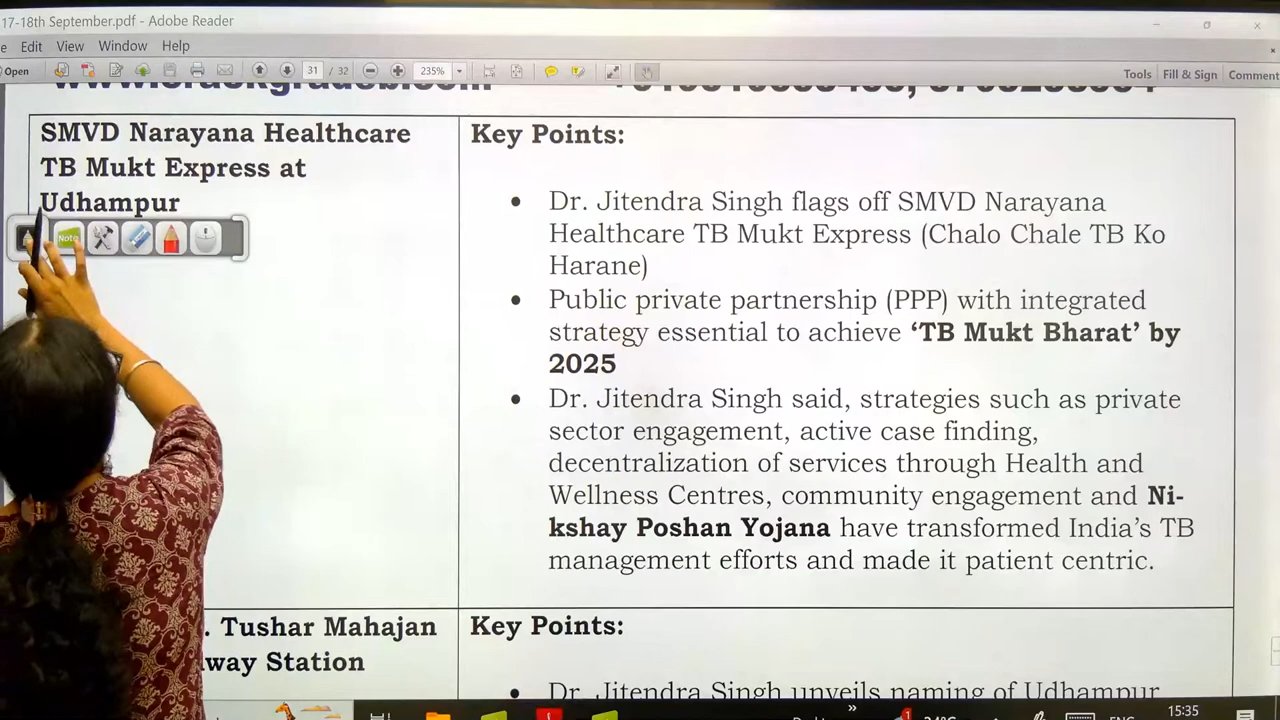 17-18th September.pdf - Adobe Reader
Edit View Window Help
Open 31 / 32 235% Tools Fill & Sign Comment
SMVD Narayana Healthcare
TB Mukt Express at
Udhampur
Note
Key Points:
• Dr. Jitendra Singh flags off SMVD Narayana
Healthcare TB Mukt Express (Chalo Chale TB Ko
Harane)
• Public private partnership (PPP) with integrated
strategy essential to achieve ‘TB Mukt Bharat’ by
2025
• Dr. Jitendra Singh said, strategies such as private
sector engagement, active case finding,
decentralization of services through Health and
Wellness Centres, community engagement and Ni-
kshay Poshan Yojana have transformed India’s TB
management efforts and made it patient centric.
. Tushar Mahajan
way Station
Key Points:
• Dr. Jitendra Singh unveils naming of Udhampur
15:35